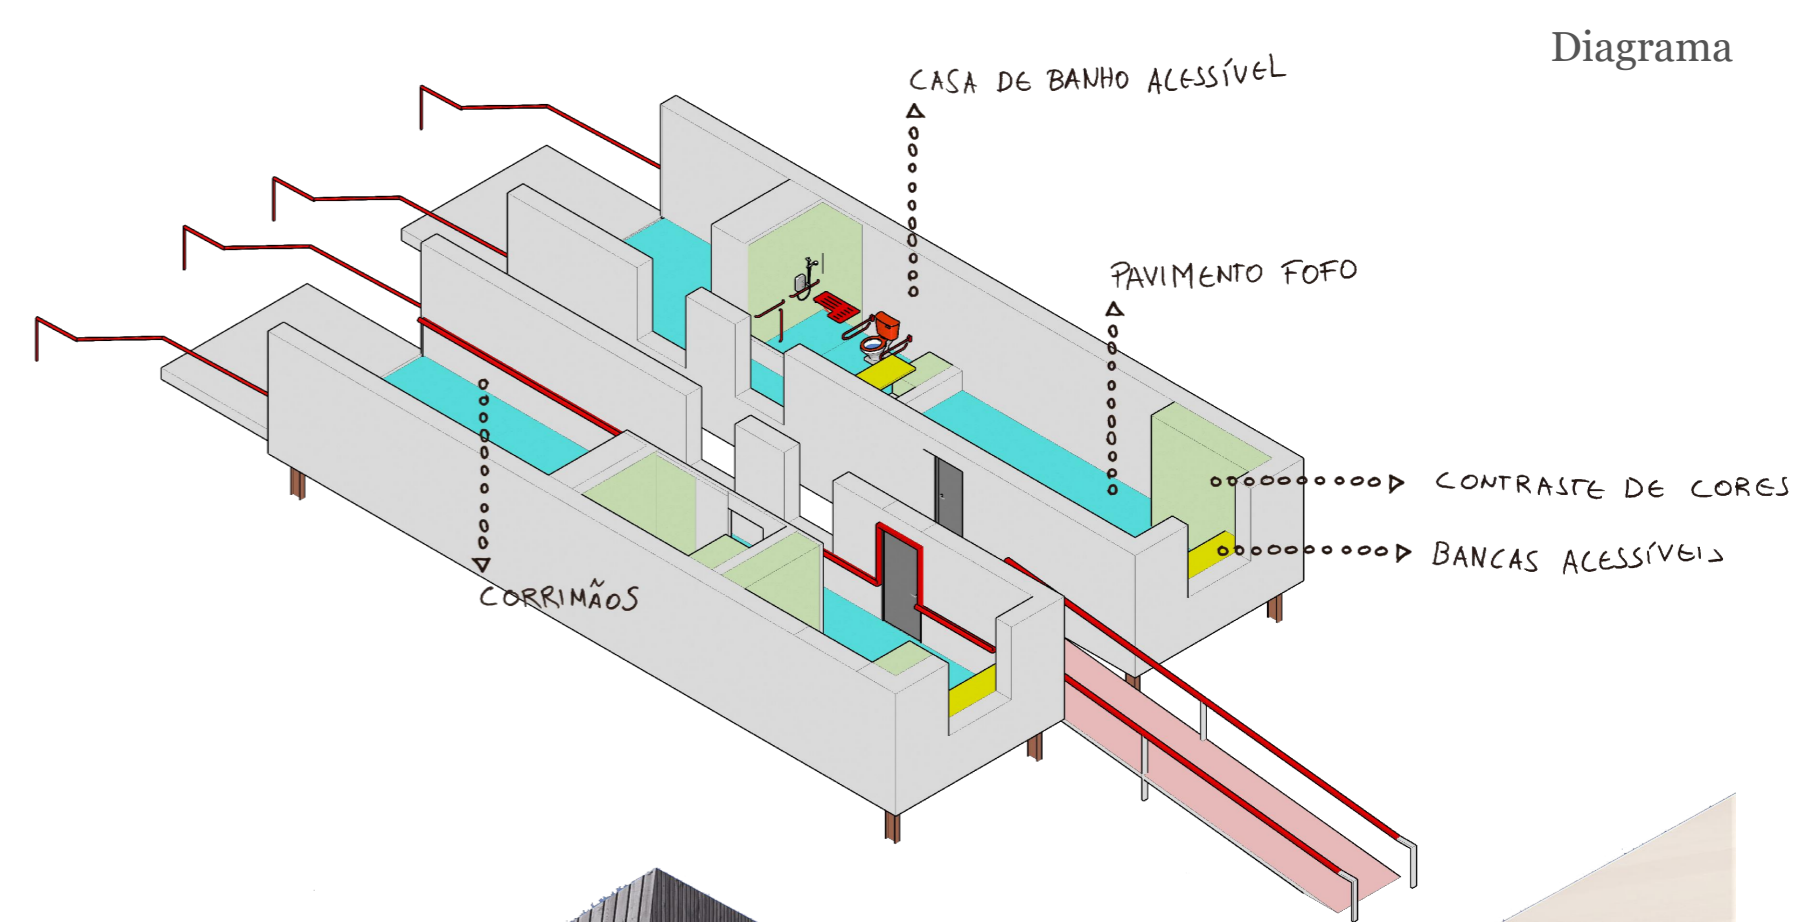 Diagrama
CASA DE BANHO ACESSÍVEL
PAVIMENTO FOFO
CONTRASTE DE CORES
BANCAS ACESSÍVEIS
CORRIMÃOS